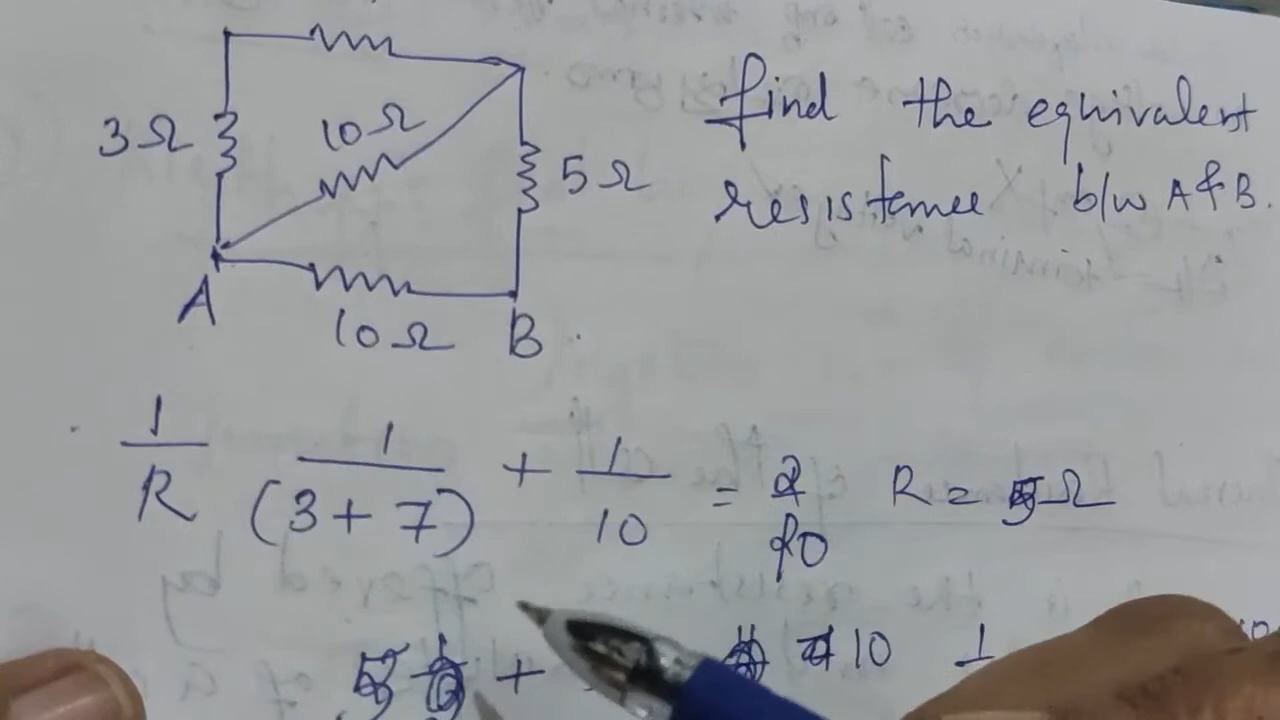 3Ω
10Ω
5Ω
A
10Ω
B
find the equivalent
resistance b/w A & B.
1/R 1/(3+7) + 1/10 = 2/10 R = 5Ω
5 + 10 1